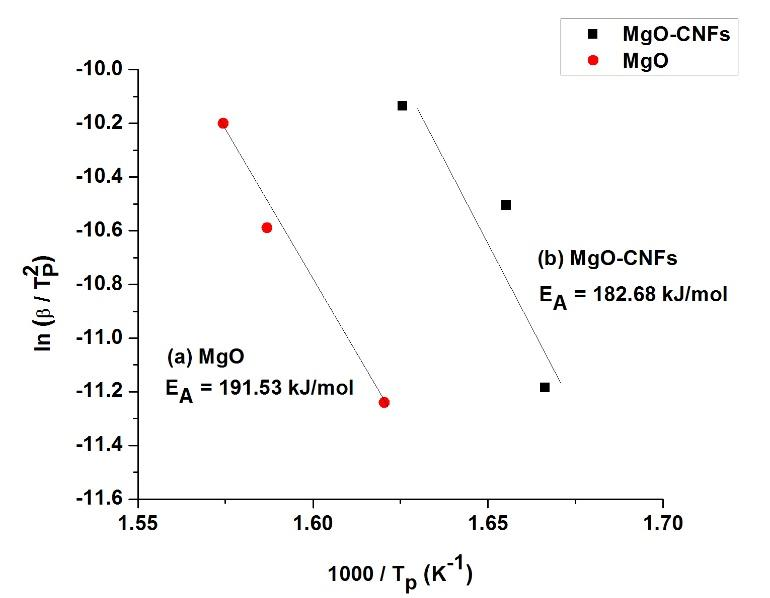 MgO-CNFs
MgO
-10.0
-10.2
-10.4
-10.6
-10.8
-11.0
-11.2
-11.4
-11.6
ln (β / T_P^2)
(b) MgO-CNFs
E_A = 182.68 kJ/mol
(a) MgO
E_A = 191.53 kJ/mol
1.55 1.60 1.65 1.70
1000 / T_p (K^-1)